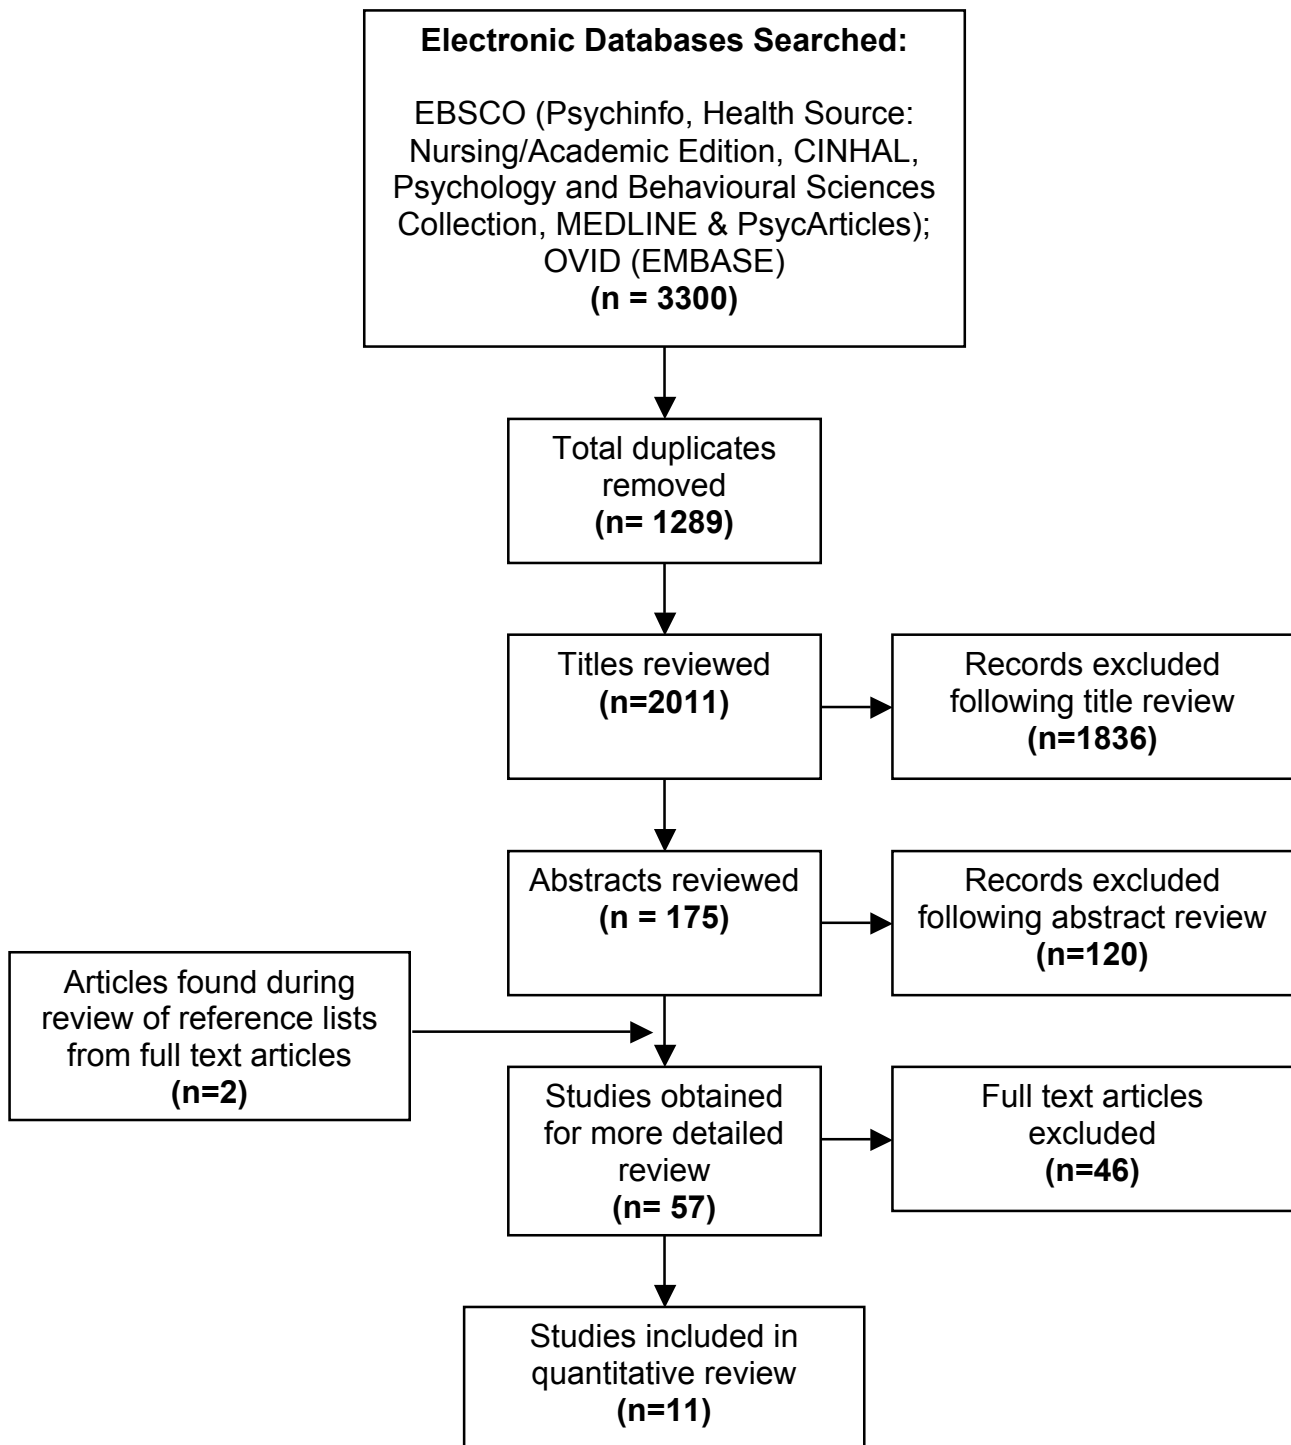 Electronic Databases Searched:
EBSCO (Psychinfo, Health Source:
Nursing/Academic Edition, CINHAL,
Psychology and Behavioural Sciences
Collection, MEDLINE & PsycArticles);
OVID (EMBASE)
(n = 3300)
Total duplicates
removed
(n= 1289)
Titles reviewed
(n=2011)
Records excluded
following title review
(n=1836)
Abstracts reviewed
(n = 175)
Records excluded
following abstract review
(n=120)
Articles found during
review of reference lists
from full text articles
(n=2)
Studies obtained
for more detailed
review
(n= 57)
Full text articles
excluded
(n=46)
Studies included in
quantitative review
(n=11)